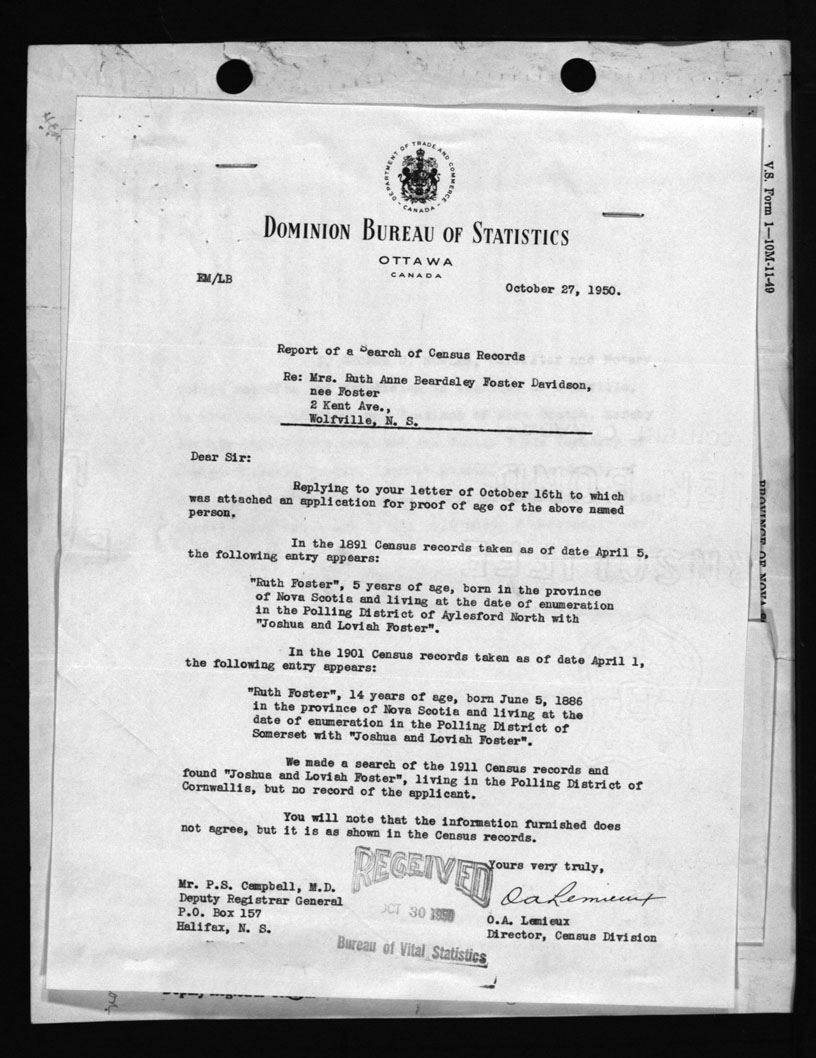 DEPARTMENT OF TRADE AND COMMERCE
- CANADA -
DOMINION BUREAU OF STATISTICS
OTTAWA
CANADA
EM/LB
October 27, 1950.
Report of a Search of Census Records
Re: Mrs. Ruth Anne Beardsley Foster Davidson,
nee Foster
2 Kent Ave.,
Wolfville, N. S.
Dear Sir:
Replying to your letter of October 16th to which
was attached an application for proof of age of the above named
person.
In the 1891 Census records taken as of date April 5,
the following entry appears:
"Ruth Foster", 5 years of age, born in the province
of Nova Scotia and living at the date of enumeration
in the Polling District of Aylesford North with
"Joshua and Loviah Foster".
In the 1901 Census records taken as of date April 1,
the following entry appears:
"Ruth Foster", 14 years of age, born June 5, 1886
in the province of Nova Scotia and living at the
date of enumeration in the Polling District of
Somerset with "Joshua and Loviah Foster".
We made a search of the 1911 Census records and
found "Joshua and Loviah Foster", living in the Polling District of
Cornwallis, but no record of the applicant.
You will note that the information furnished does
not agree, but it is as shown in the Census records.
Yours very truly,
OALemieux
O.A. Lemieux
Director, Census Division
Mr. P.S. Campbell, M.D.
Deputy Registrar General
P.O. Box 157
Halifax, N. S.
RECEIVED
OCT 30 1950
Bureau of Vital Statistics
V.S. Form 1—10M-11-49
PROVINCE OF NOVA